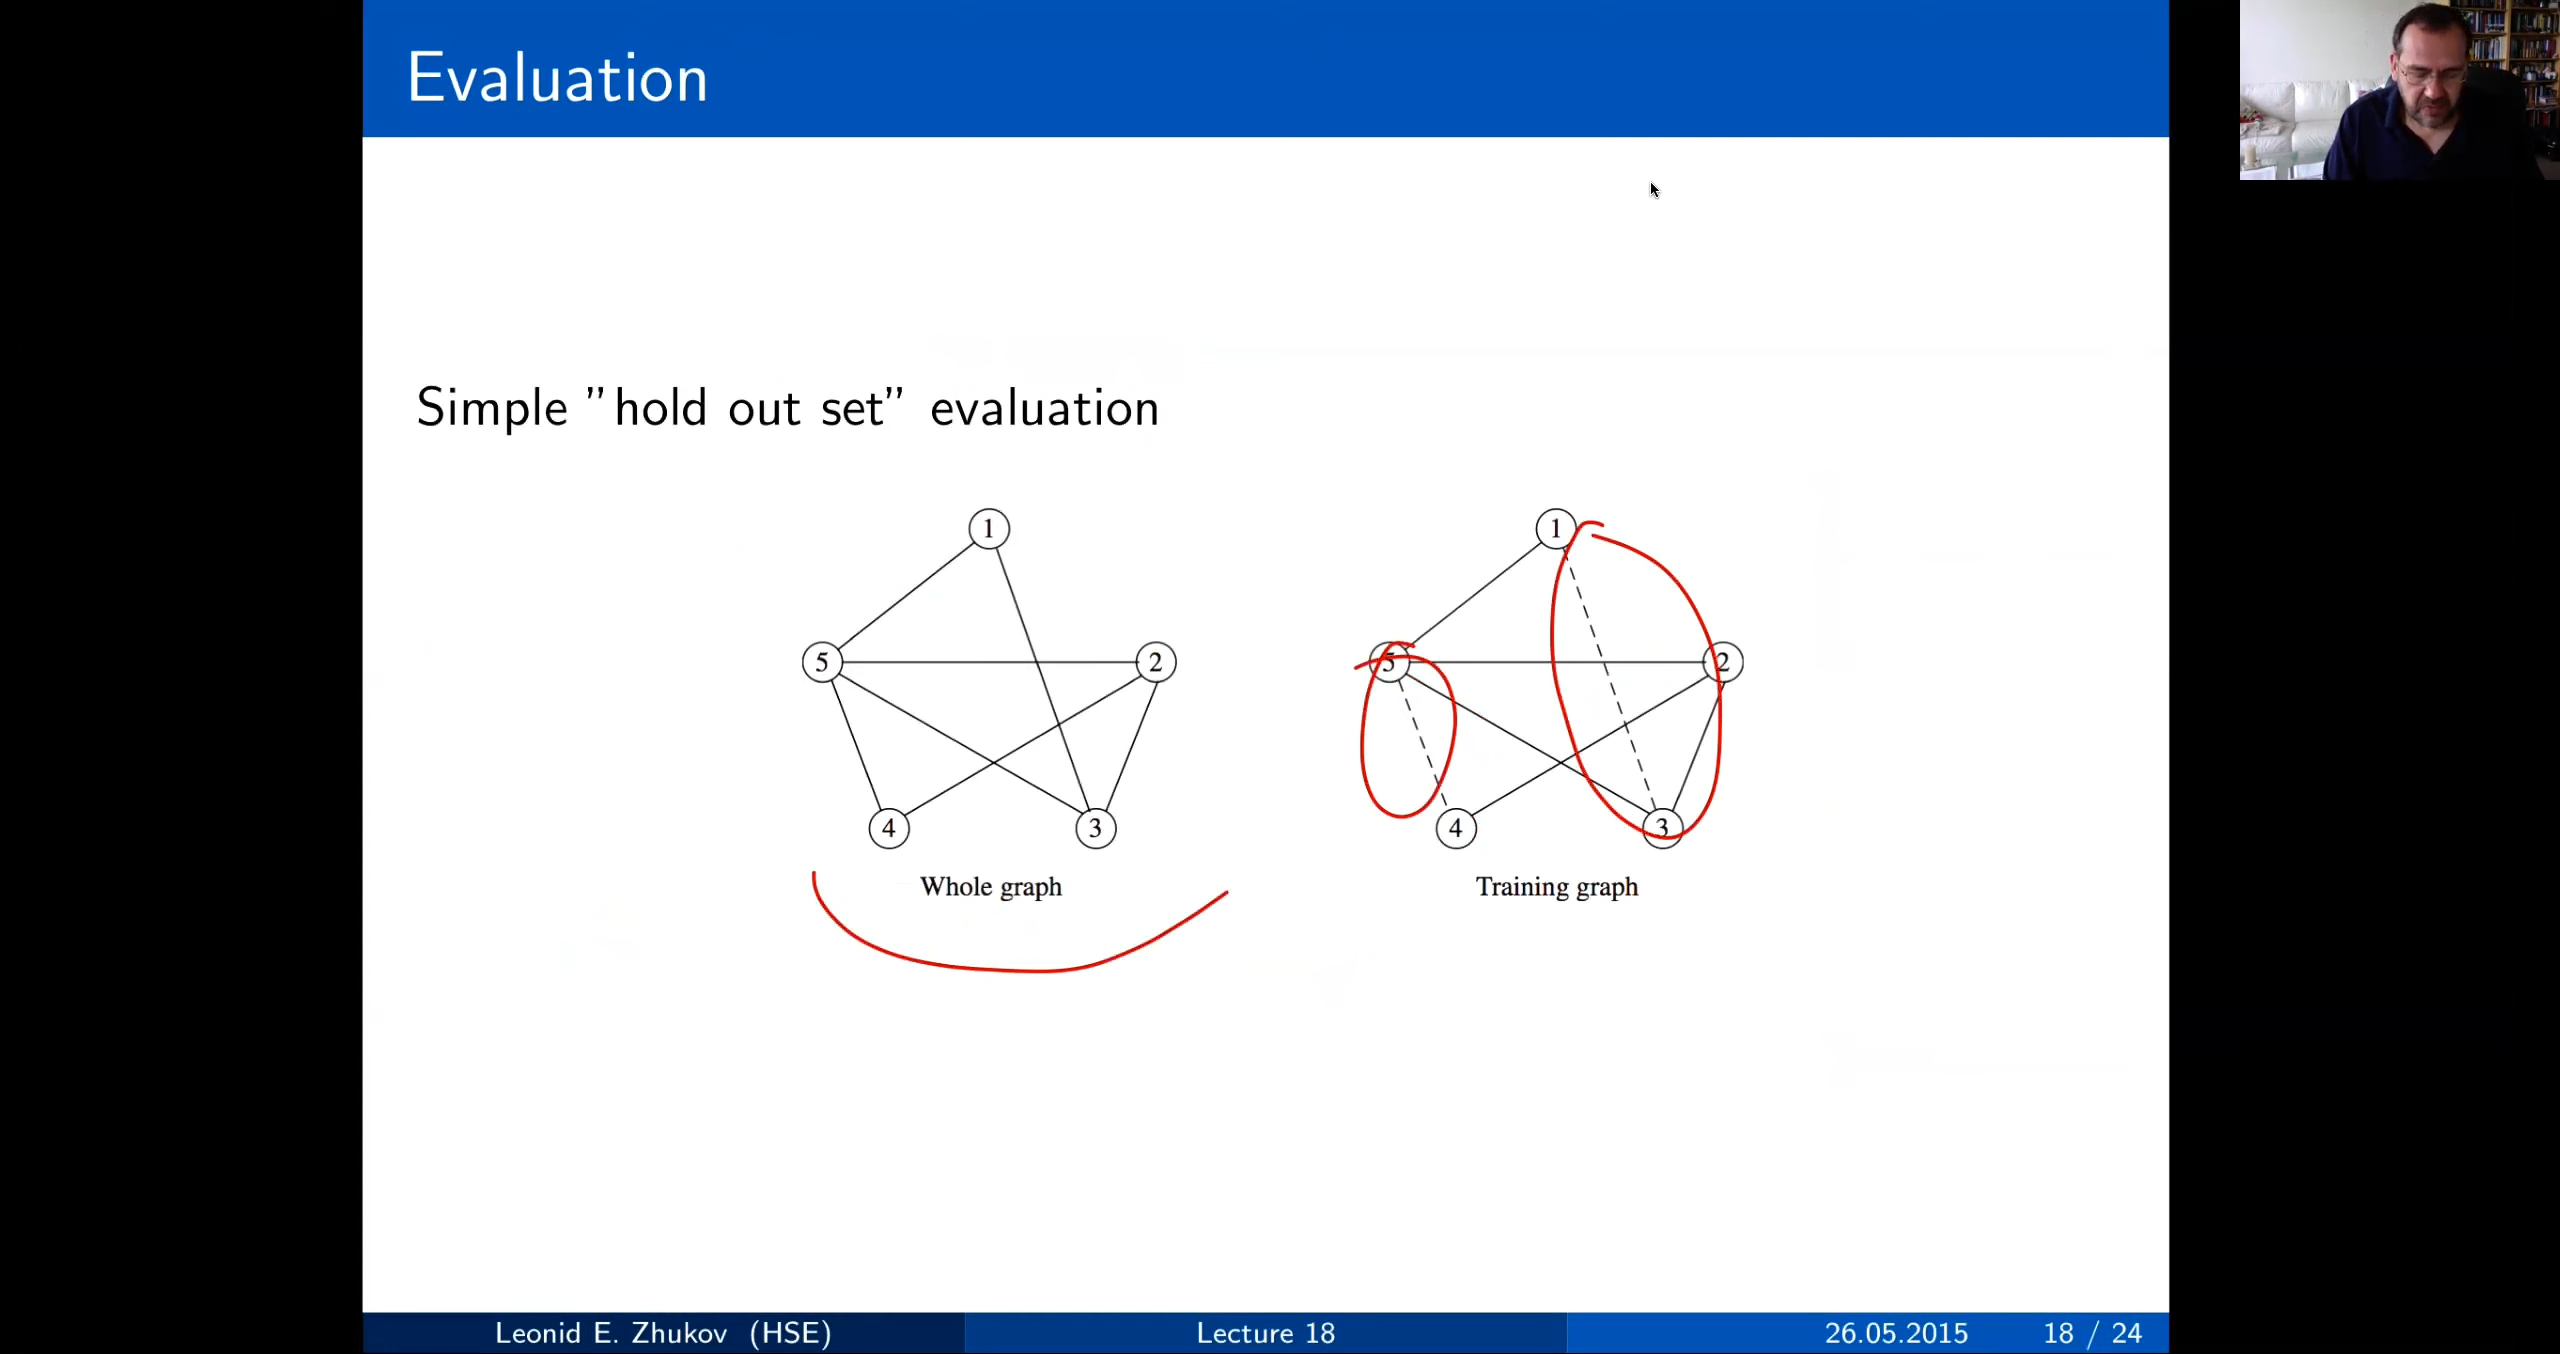 Evaluation
Simple ”hold out set” evaluation
1
5
2
4
3
Whole graph
1
5
2
4
3
Training graph
Leonid E. Zhukov (HSE)
Lecture 18
26.05.2015
18 / 24